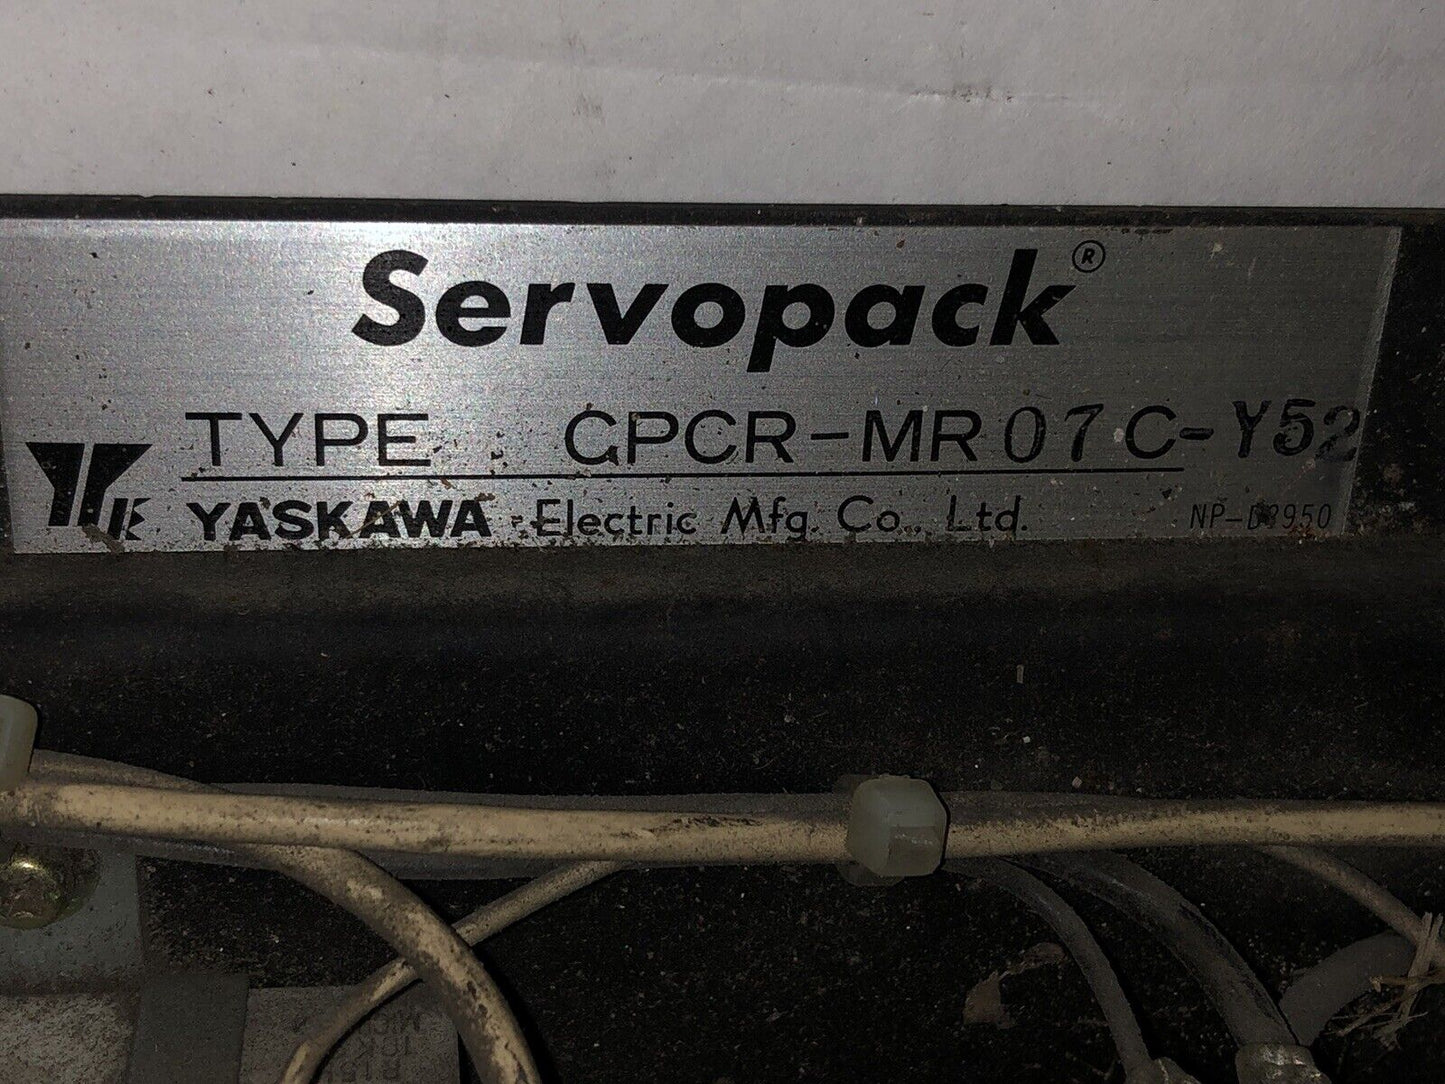 Servopack®
TYPE CPCR-MR07C-Y52
YASKAWA Electric Mfg. Co., Ltd.